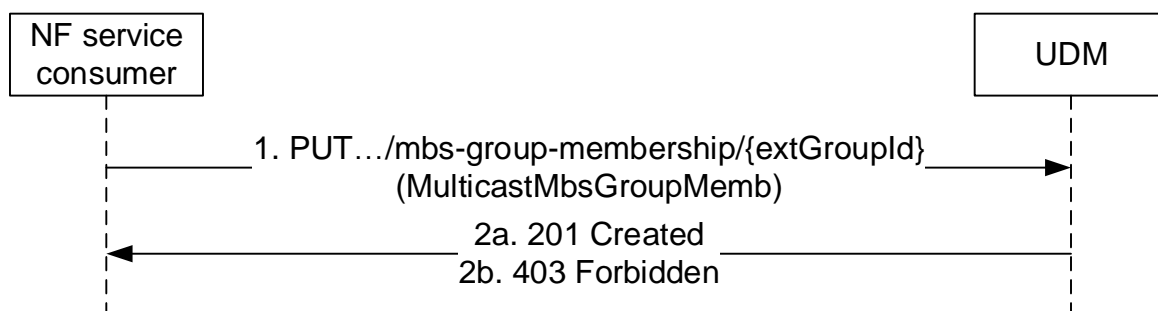 NF service
consumer
UDM
1. PUT…/mbs-group-membership/{extGroupId}
(MulticastMbsGroupMemb)
2a. 201 Created
2b. 403 Forbidden